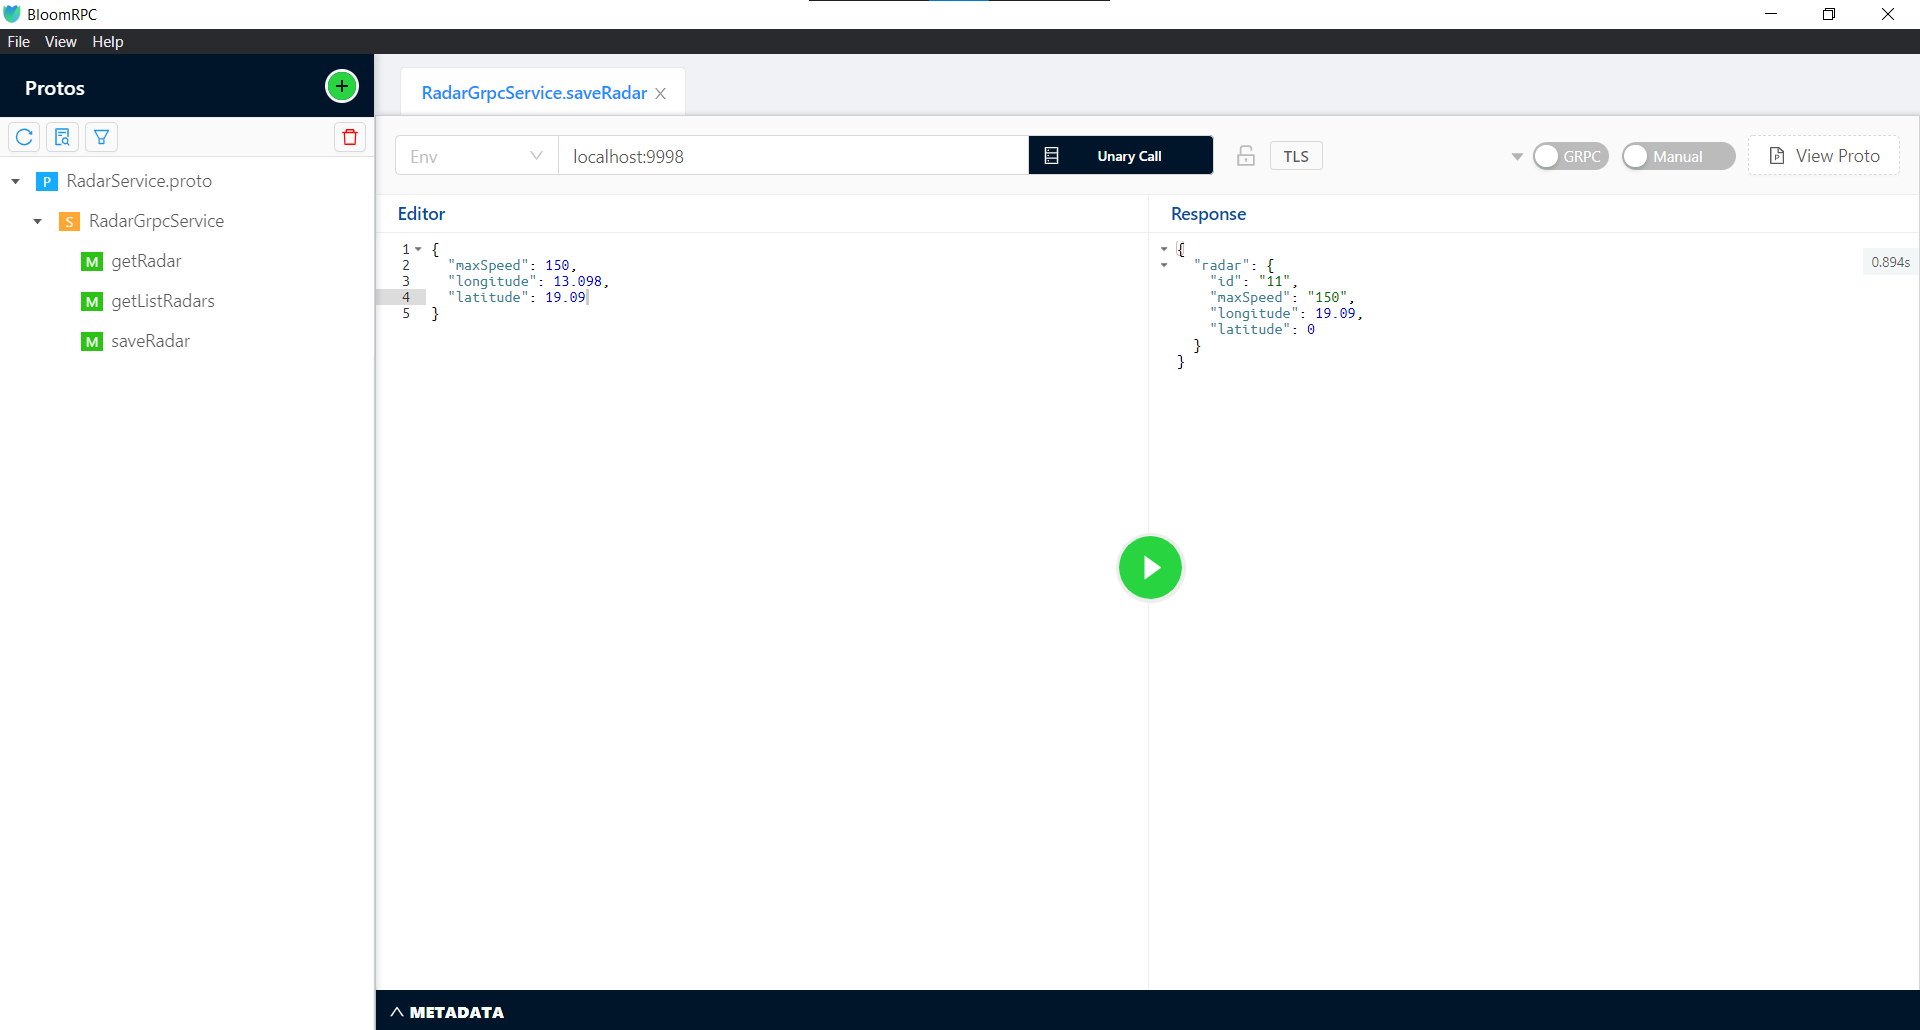 BloomRPC
File View Help
Protos
RadarGrpcService.saveRadar
Env
localhost:9998
Unary Call
TLS
GRPC
Manual
View Proto
P RadarService.proto
S RadarGrpcService
M getRadar
M getListRadars
M saveRadar
Editor
1 {
2 "maxSpeed": 150,
3 "longitude": 13.098,
4 "latitude": 19.09
5 }
Response
0.894s
{
"radar": {
"id": "11",
"maxSpeed": "150",
"longitude": 19.09,
"latitude": 0
}
}
METADATA